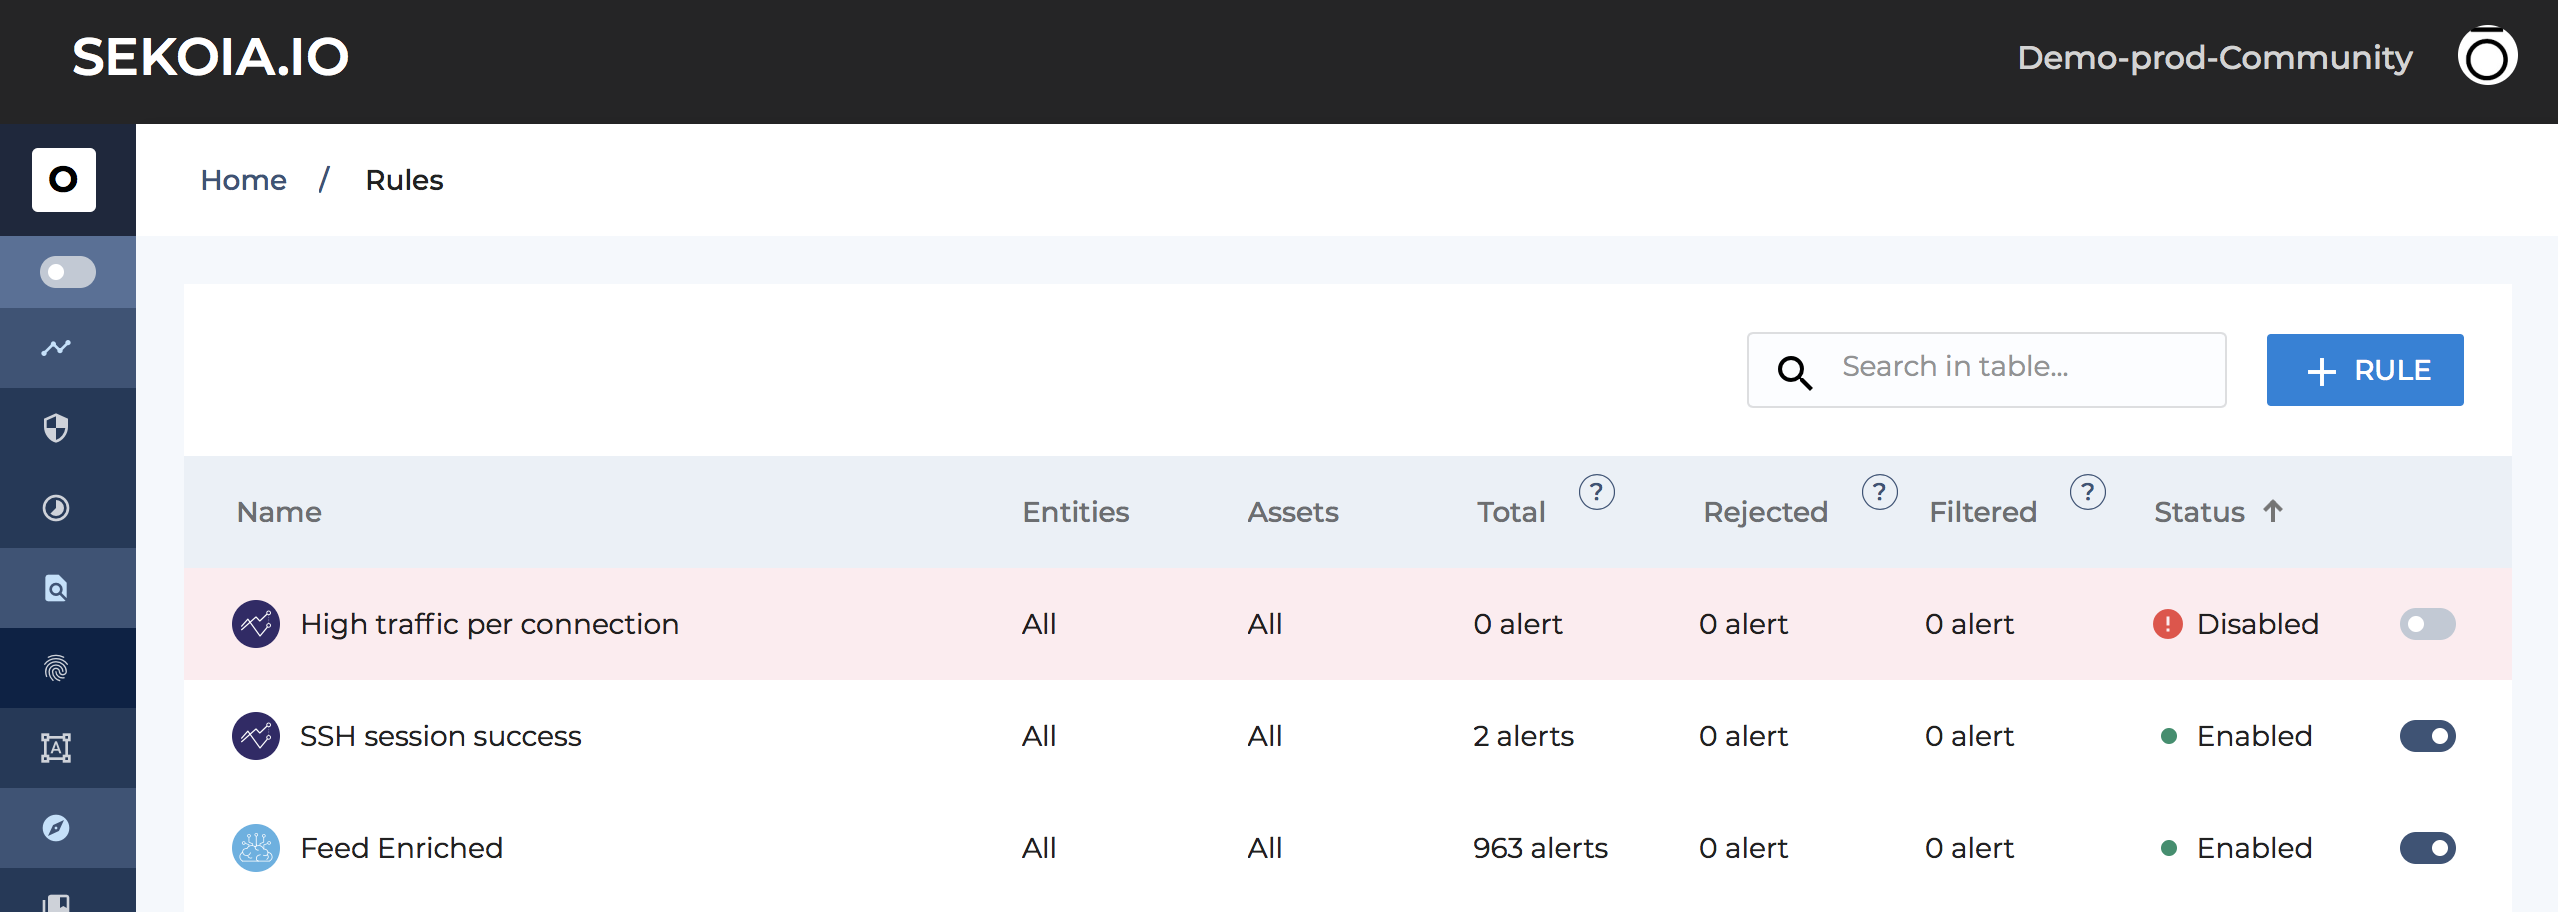 SEKOIA.IO Demo-prod-Community
O
Home / Rules
Search in table... + RULE
Name Entities Assets Total ? Rejected ? Filtered ? Status ↑
High traffic per connection All All 0 alert 0 alert 0 alert ! Disabled
SSH session success All All 2 alerts 0 alert 0 alert Enabled
A
Feed Enriched All All 963 alerts 0 alert 0 alert Enabled